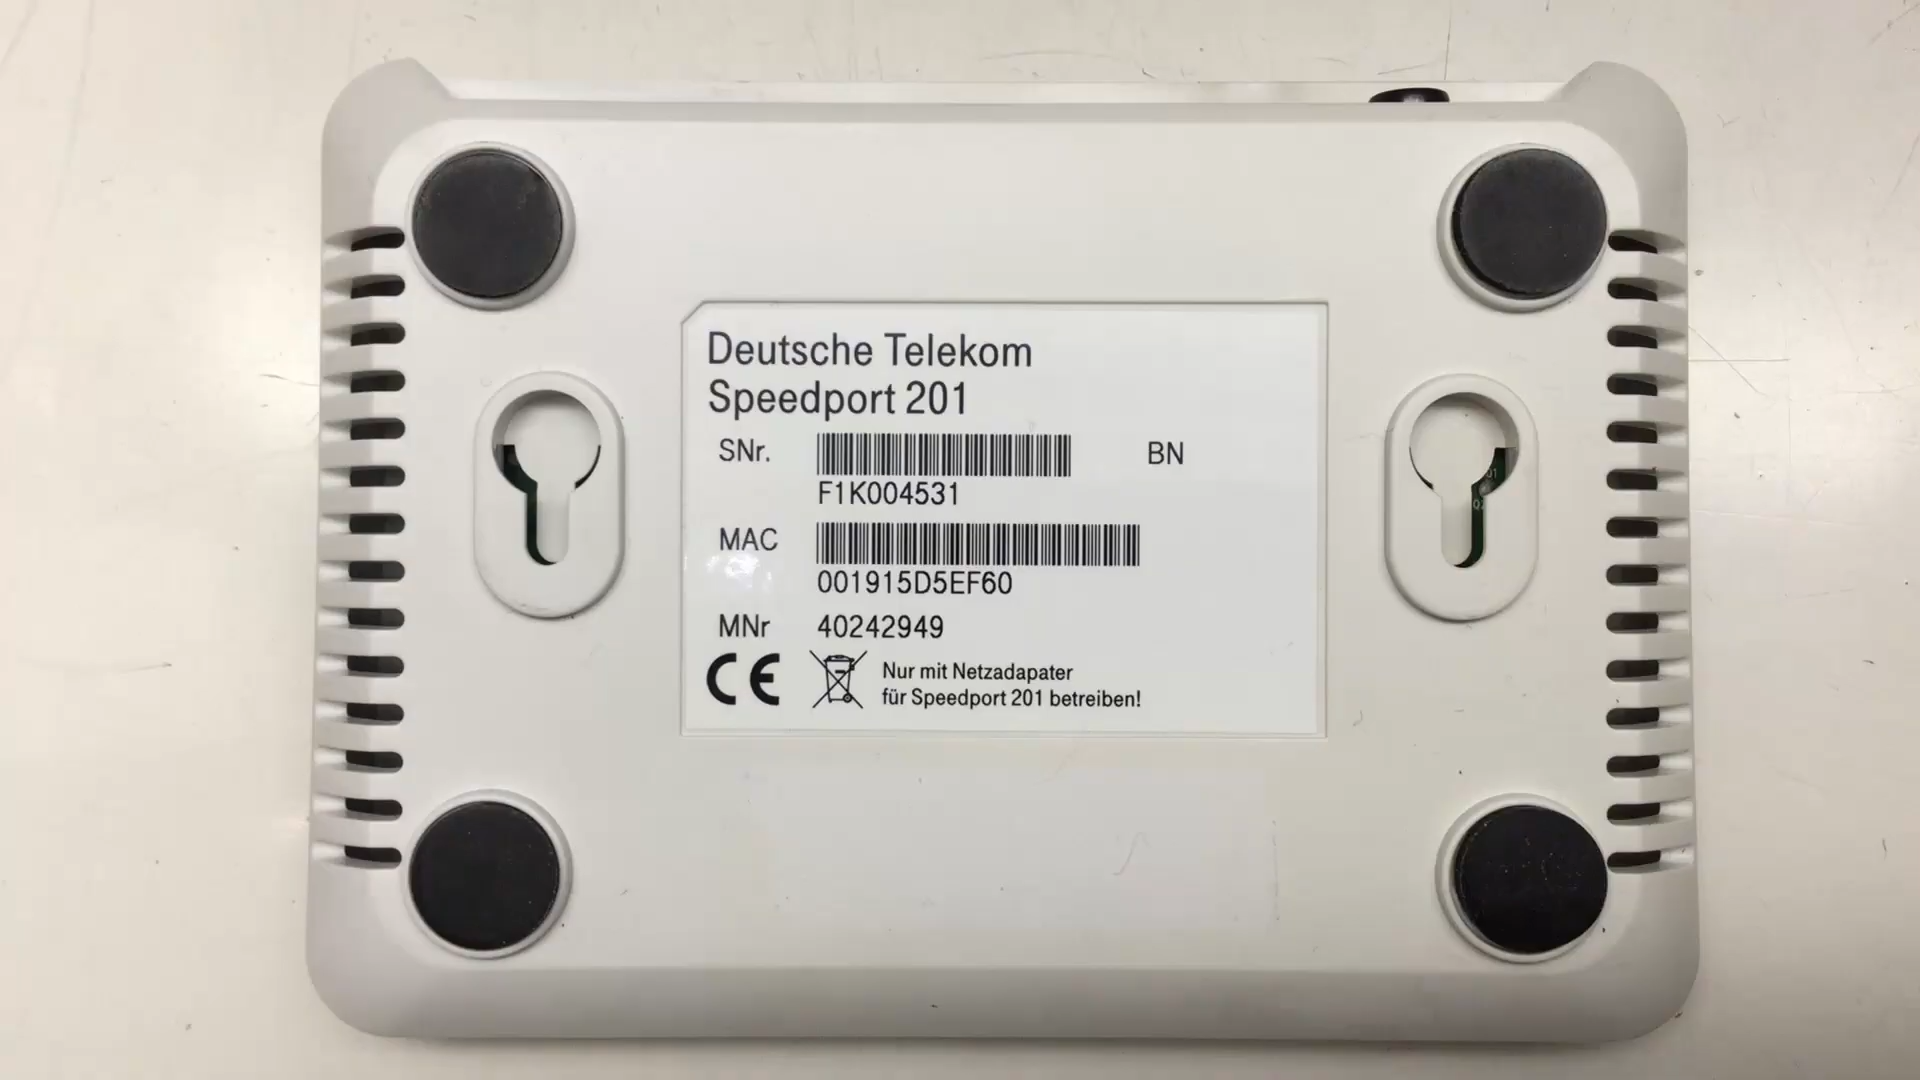 Deutsche Telekom
Speedport 201
SNr. BN
F1K004531
MAC
001915D5EF60
MNr 40242949
CE Nur mit Netzadapater
für Speedport 201 betreiben!